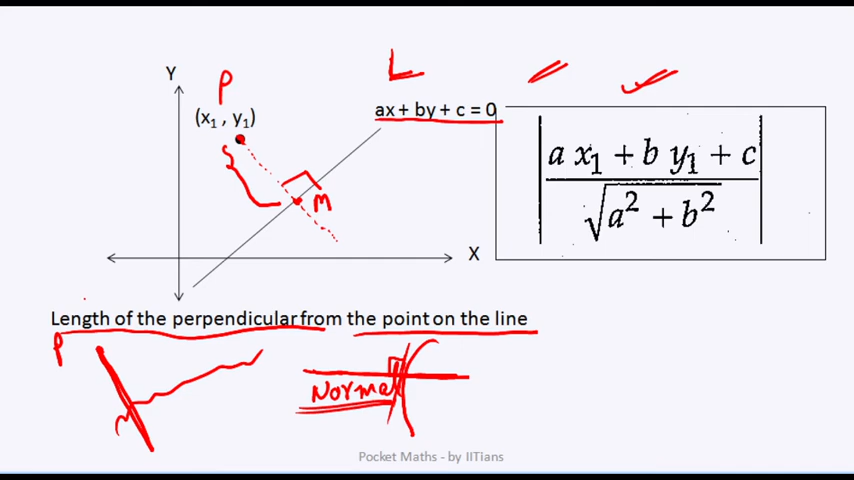 Y
P
L
(x₁ , y₁)
ax + by + c = 0
|a x₁ + b y₁ + c / √a² + b²|
M
X
Length of the perpendicular from the point on the line
P
Normal
Pocket Maths - by IITians